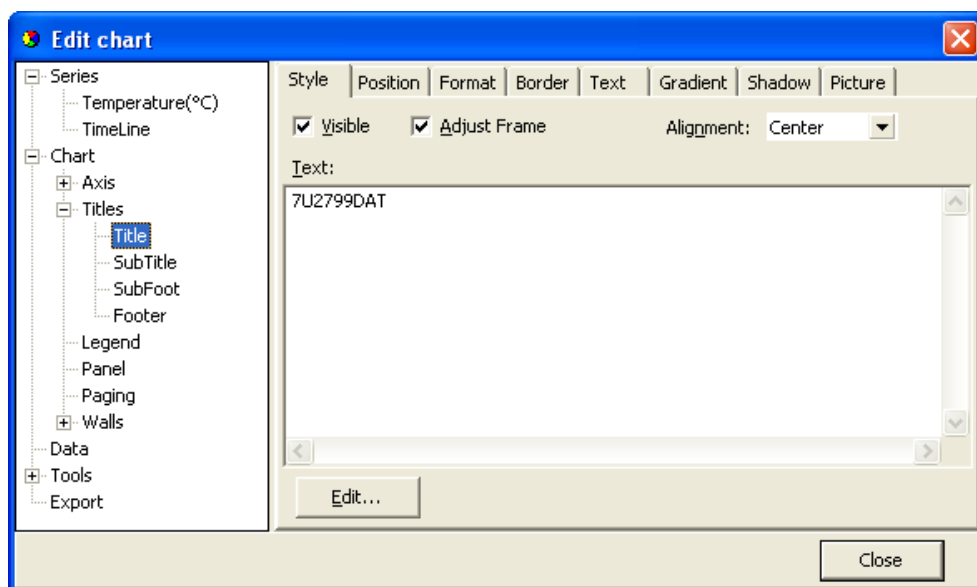 Edit chart
Series
Temperature(°C)
TimeLine
Chart
Axis
Titles
Title
SubTitle
SubFoot
Footer
Legend
Panel
Paging
Walls
Data
Tools
Export
Style Position Format Border Text Gradient Shadow Picture
Visible Adjust Frame Alignment: Center
Text:
7U2799DAT
Edit...
Close